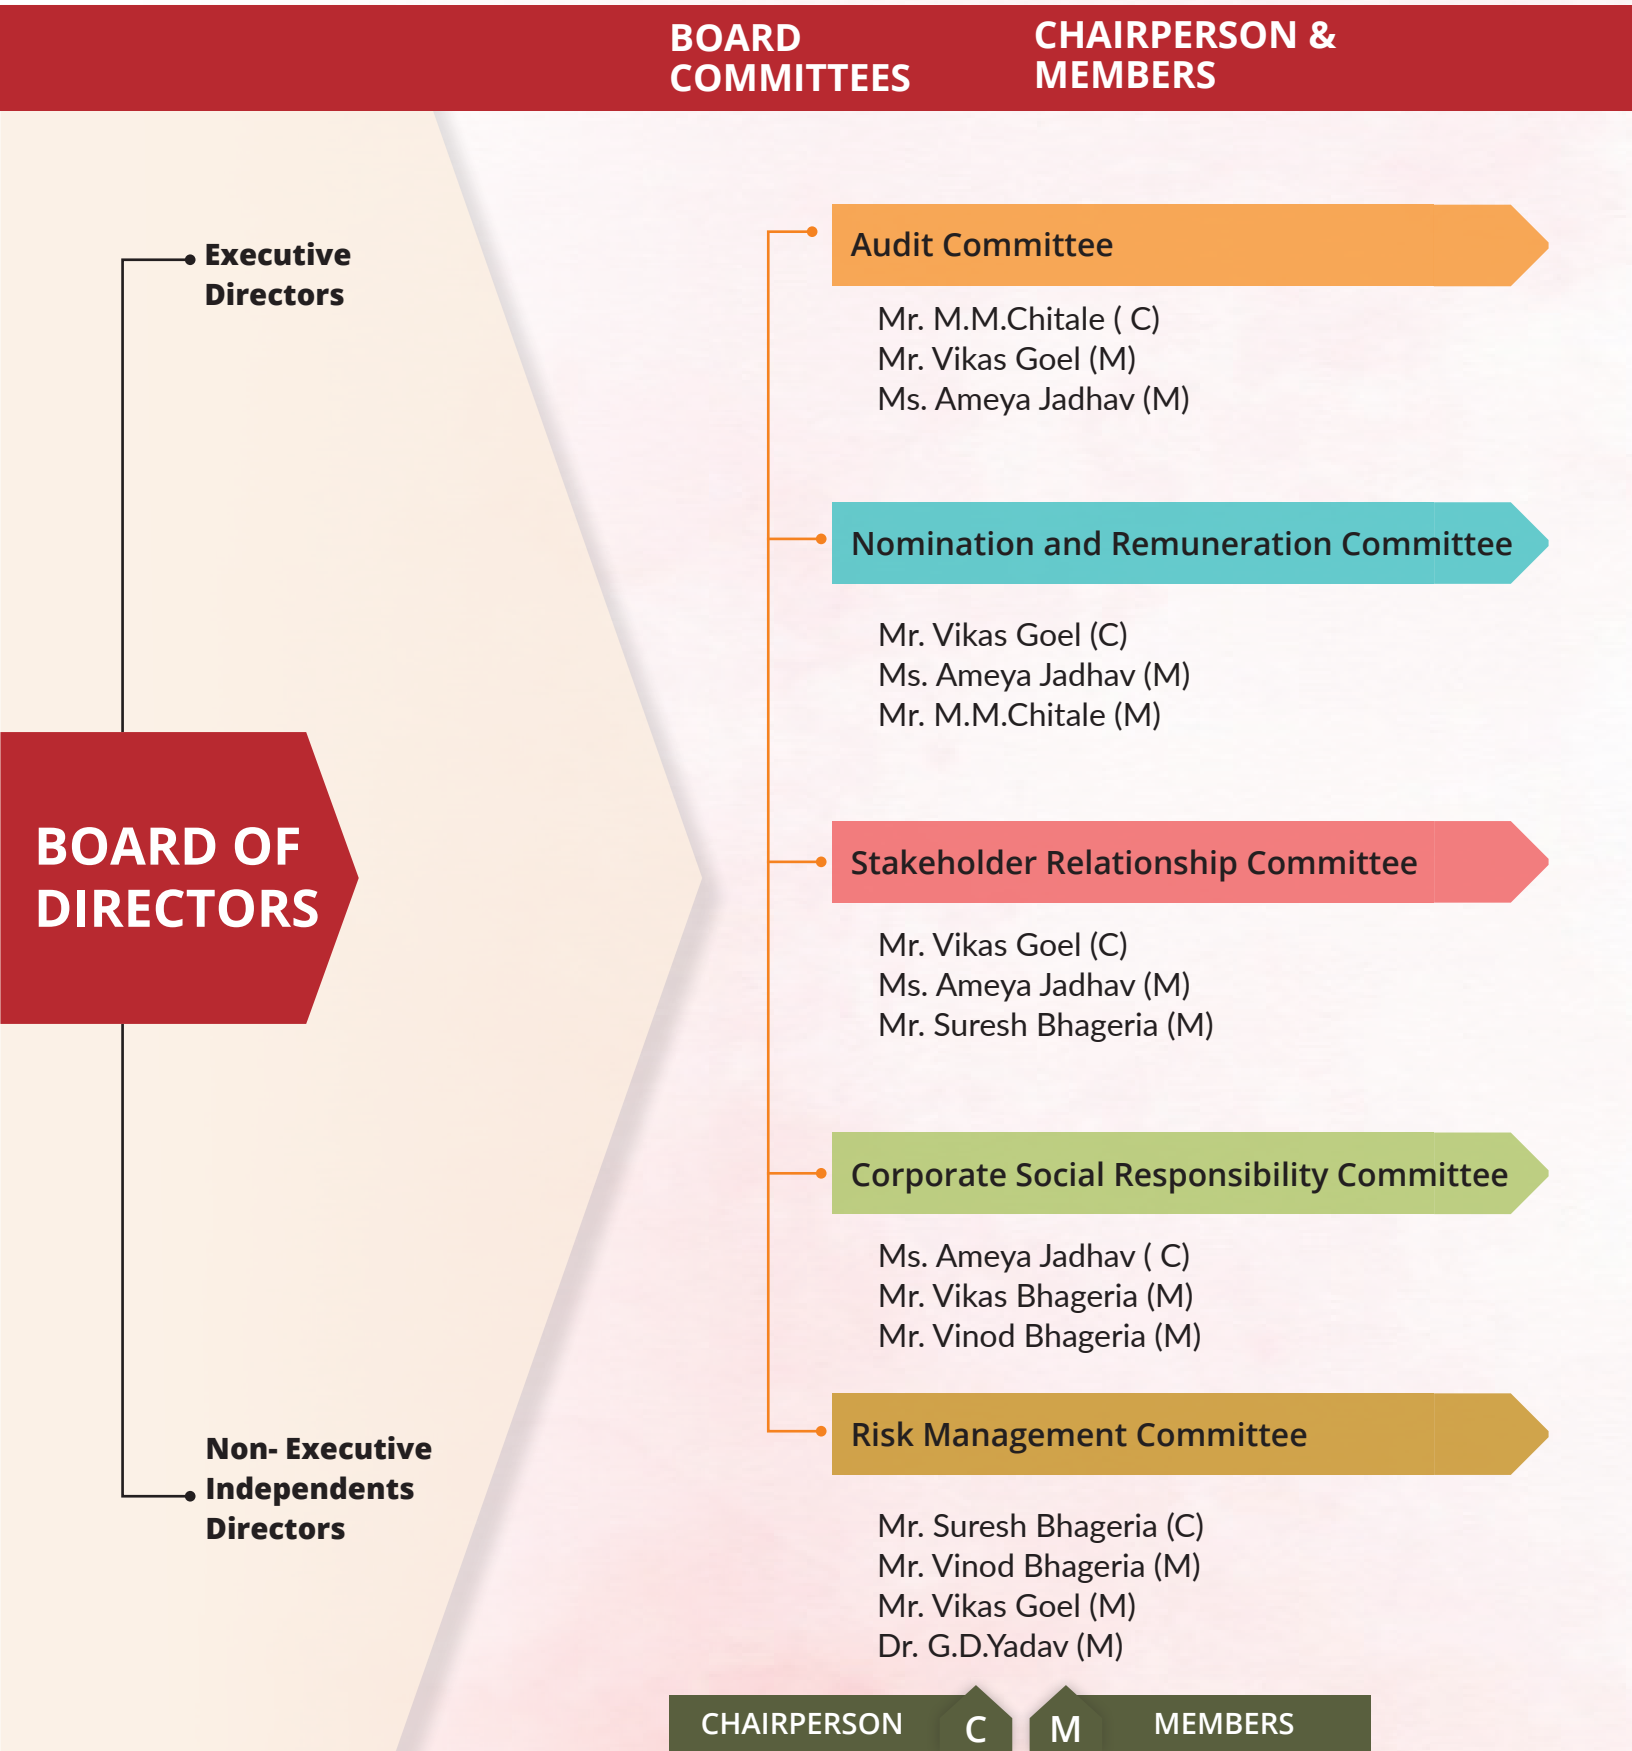 BOARD
COMMITTEES
CHAIRPERSON &
MEMBERS
Executive
Directors
BOARD OF
DIRECTORS
Non- Executive
Independents
Directors
Audit Committee
Mr. M.M.Chitale ( C)
Mr. Vikas Goel (M)
Ms. Ameya Jadhav (M)
Nomination and Remuneration Committee
Mr. Vikas Goel (C)
Ms. Ameya Jadhav (M)
Mr. M.M.Chitale (M)
Stakeholder Relationship Committee
Mr. Vikas Goel (C)
Ms. Ameya Jadhav (M)
Mr. Suresh Bhageria (M)
Corporate Social Responsibility Committee
Ms. Ameya Jadhav ( C)
Mr. Vikas Bhageria (M)
Mr. Vinod Bhageria (M)
Risk Management Committee
Mr. Suresh Bhageria (C)
Mr. Vinod Bhageria (M)
Mr. Vikas Goel (M)
Dr. G.D.Yadav (M)
CHAIRPERSON C M MEMBERS